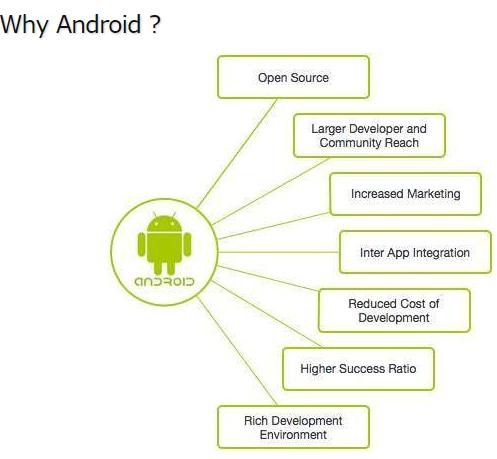 Why Android ?
Open Source
Larger Developer and
Community Reach
Increased Marketing
Inter App Integration
Reduced Cost of
Development
Higher Success Ratio
Rich Development
Environment
ANDROID